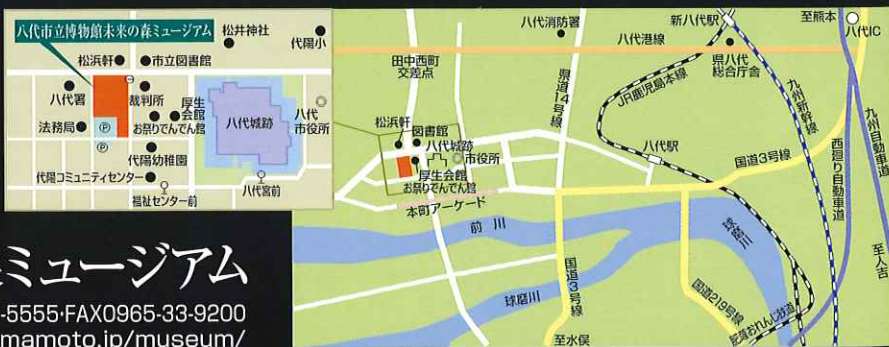 八代市立博物館未来の森ミュージアム
松井神社
代陽小
松浜軒
市立図書館
八代署
裁判所
厚生会館
お祭りでんでん館
法務局
八代城跡
八代市役所
代陽幼稚園
代陽コミュニティセンター
福祉センター前
八代宮前
P
P
ミュージアム
-5555・FAX0965-33-9200
mamoto.jp/museum/
八代消防署
新八代駅
至熊本
八代IC
八代港線
田中西町
交差点
県道14号線
JR鹿児島本線
県八代
総合庁舎
九州新幹線
九州自動車道
西廻り自動車道
松浜軒
図書館
八代城跡
市役所
厚生会館
お祭りでんでん館
八代駅
国道3号線
本町アーケード
前川
球磨川
球磨川
国道3号線
国道219号線
肥薩おれんじ鉄道
至水俣
至人吉